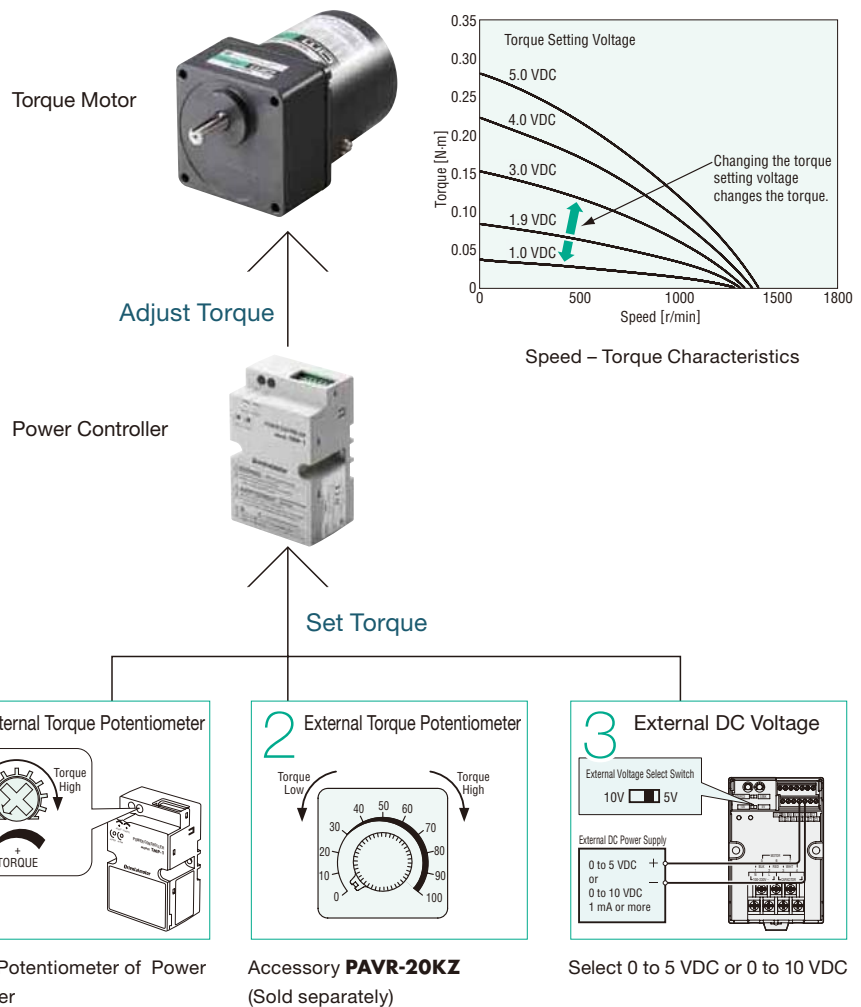 Torque Motor
Torque [N·m]
0.35
0.30
0.25
0.20
0.15
0.10
0.05
0
Torque Setting Voltage
5.0 VDC
4.0 VDC
3.0 VDC
1.9 VDC
1.0 VDC
Changing the torque
setting voltage
changes the torque.
0 500 1000 1500 1800
Speed [r/min]
Speed – Torque Characteristics
Adjust Torque
Power Controller
Set Torque
ternal Torque Potentiometer
Torque
High
+
TORQUE
Potentiometer of Power
er
2 External Torque Potentiometer
Torque
Low
Torque
High
0 10 20 30 40 50 60 70 80 90 100
Accessory PAVR-20KZ
(Sold separately)
3 External DC Voltage
External Voltage Select Switch
10V 5V
External DC Power Supply
0 to 5 VDC
or
0 to 10 VDC
1 mA or more
+
–
Select 0 to 5 VDC or 0 to 10 VDC